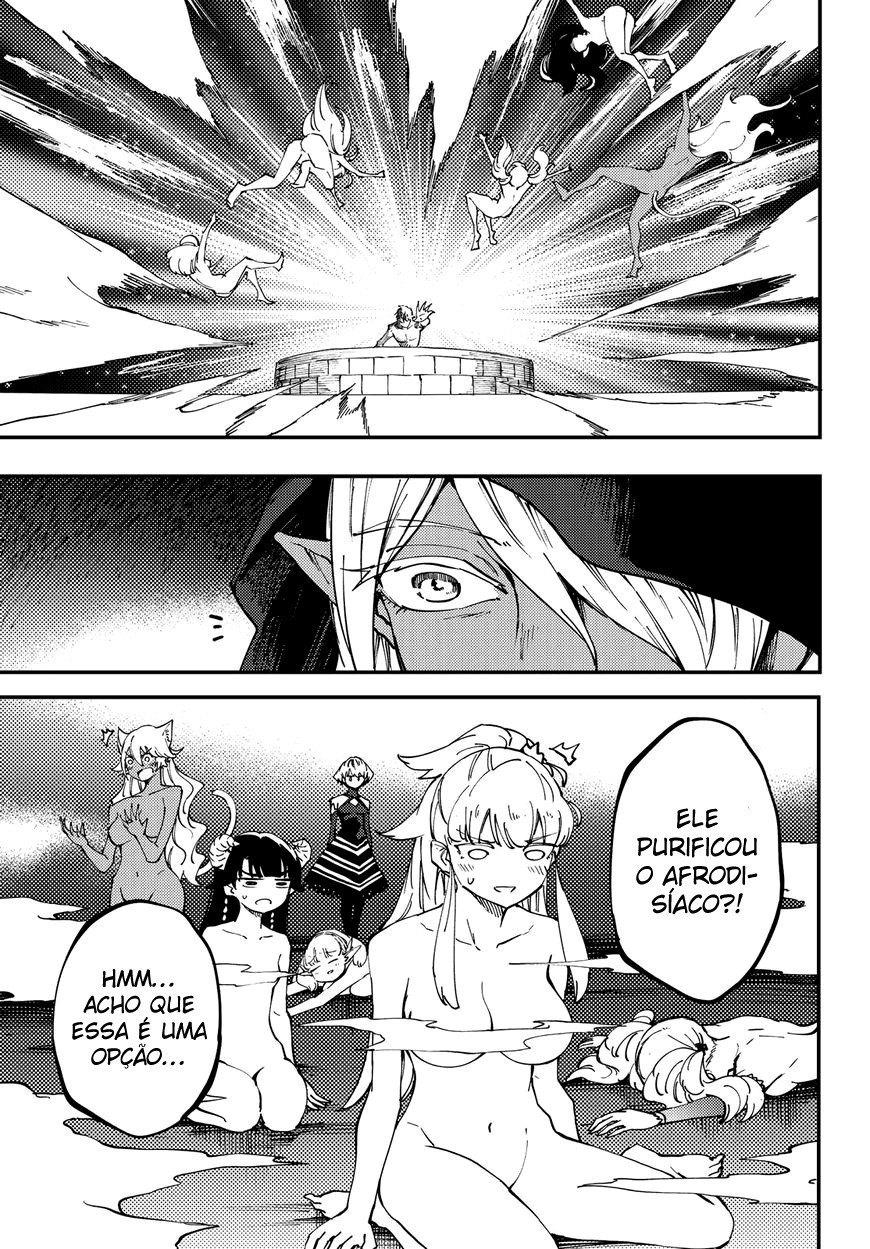 ELE
PURIFICOU
O AFRODI-
SÍACO?!
HMM...
ACHO QUE
ESSA É UMA
OPÇÃO...